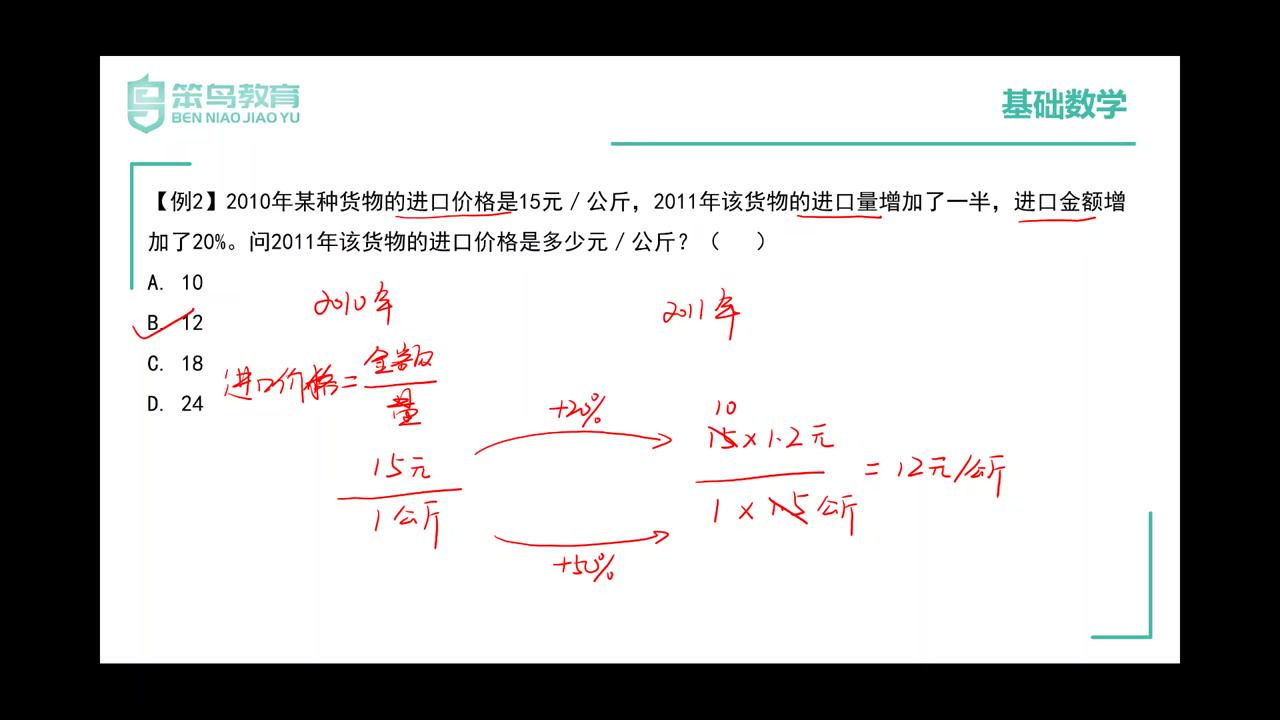 笨鸟教育
BEN NIAO JIAO YU
基础数学
【例2】2010年某种货物的进口价格是15元/公斤，2011年该货物的进口量增加了一半，进口金额增
加了20%。问2011年该货物的进口价格是多少元/公斤？（ ）
A. 10
B. 12
C. 18
D. 24
2010年
2011年
进口价格=金额/量
+20%
10
15元
15×1.2元
=12元/公斤
1公斤
1×1.5公斤
+50%